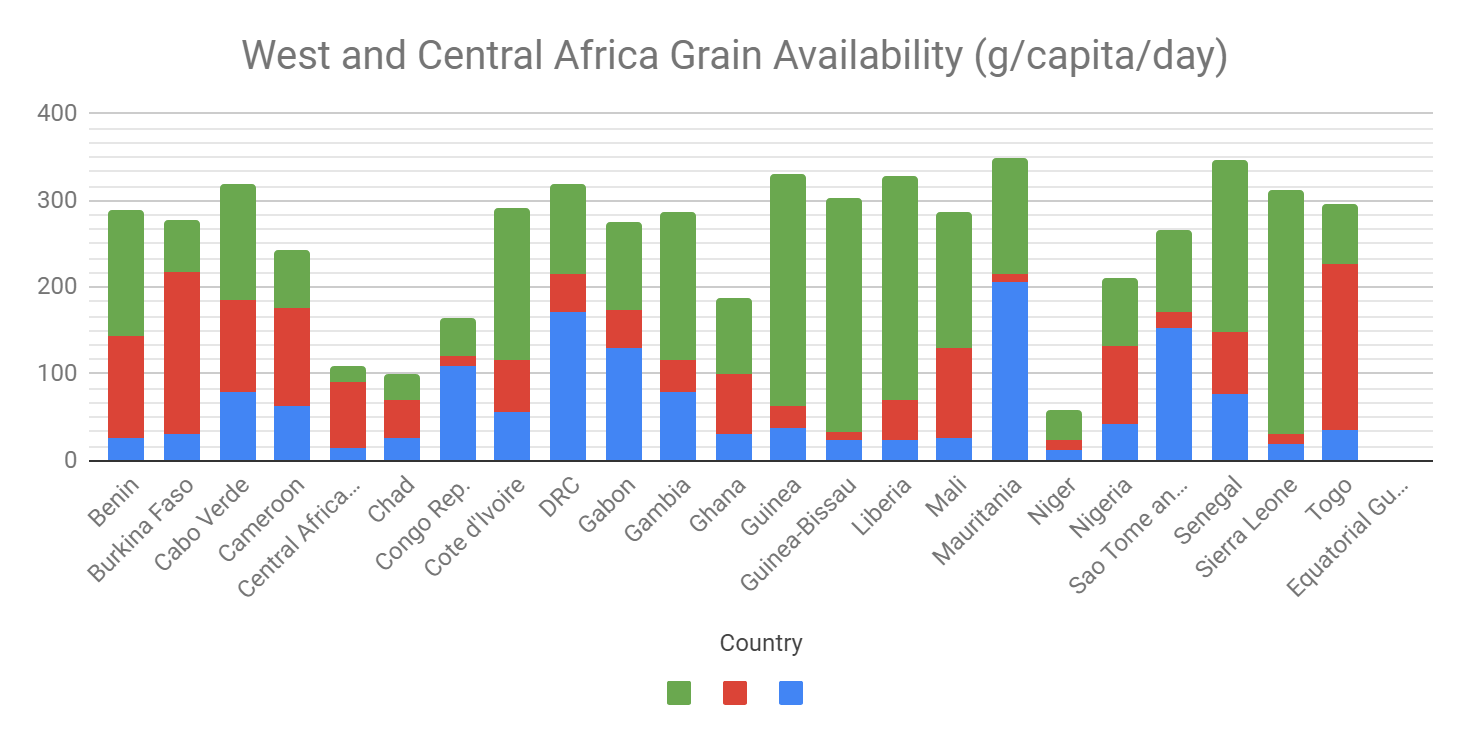 West and Central Africa Grain Availability (g/capita/day)
400
300
200
100
0
Benin
Burkina Faso
Cabo Verde
Cameroon
Central Africa...
Chad
Congo Rep.
Cote d'Ivoire
DRC
Gabon
Gambia
Ghana
Guinea
Guinea-Bissau
Liberia
Mali
Mauritania
Niger
Nigeria
Sao Tome an...
Senegal
Sierra Leone
Togo
Equatorial Gu...
Country